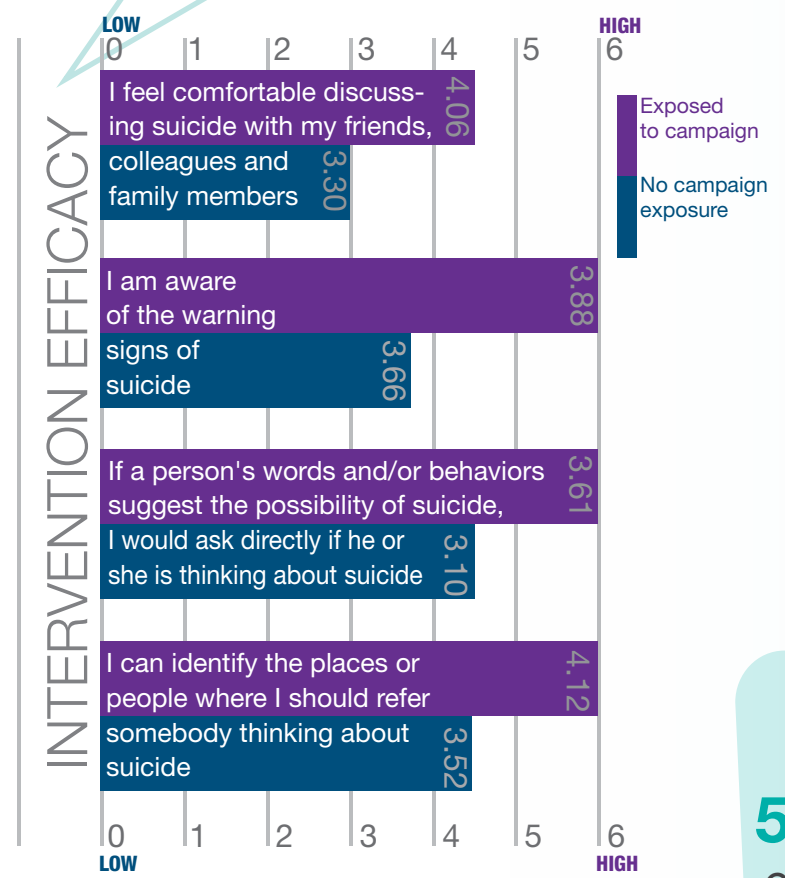 LOW HIGH
0 1 2 3 4 5 6
INTERVENTION EFFICACY
I feel comfortable discuss-
ing suicide with my friends,
4.06
colleagues and
family members
3.30
I am aware
of the warning
3.88
signs of
suicide
3.66
If a person's words and/or behaviors
suggest the possibility of suicide,
3.61
I would ask directly if he or
she is thinking about suicide
3.10
I can identify the places or
people where I should refer
4.12
somebody thinking about
suicide
3.52
0 1 2 3 4 5 6
LOW HIGH
Exposed
to campaign
No campaign
exposure
5